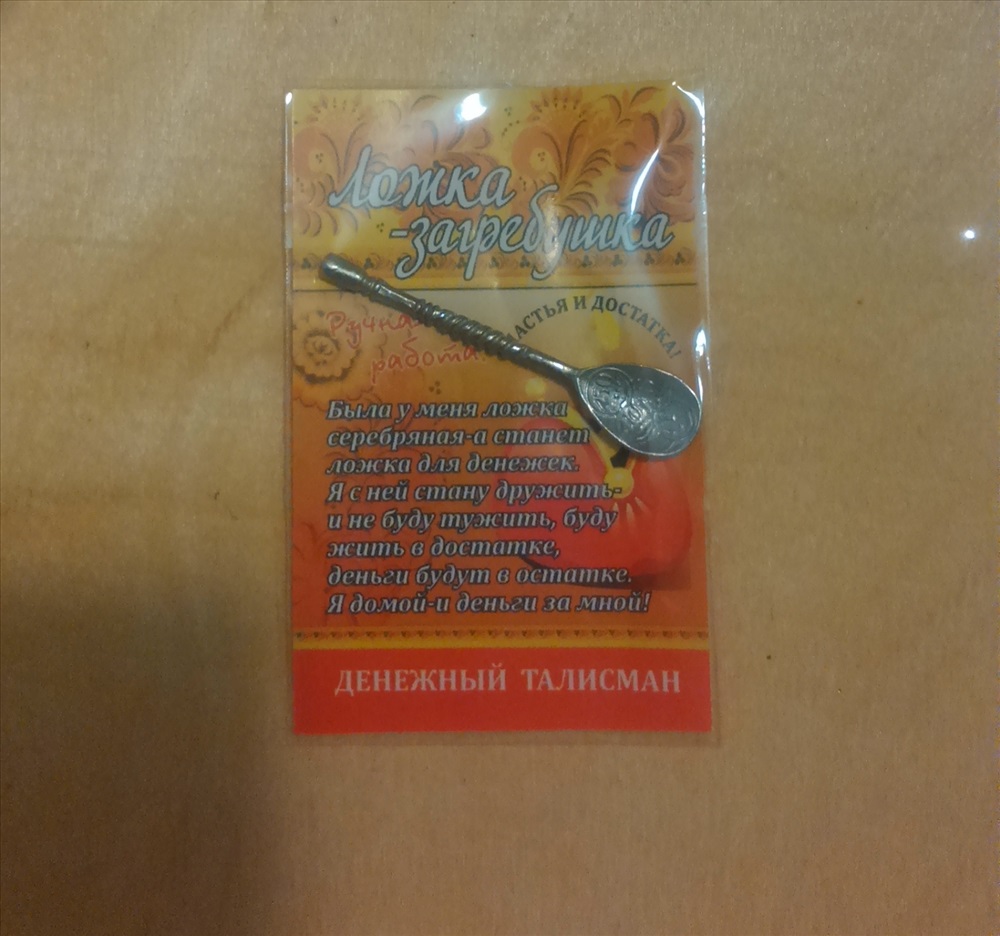 Ложка
-загребушка
И ДОСТАТКА!
Ручная
работа
Была у меня ложка
серебряная-а станет
ложка для денежек.
Я с ней стану дружить-
и не буду тужить, буду
жить в достатке,
деньги будут в остатке.
Я домой-и деньги за мной!
ДЕНЕЖНЫЙ ТАЛИСМАН